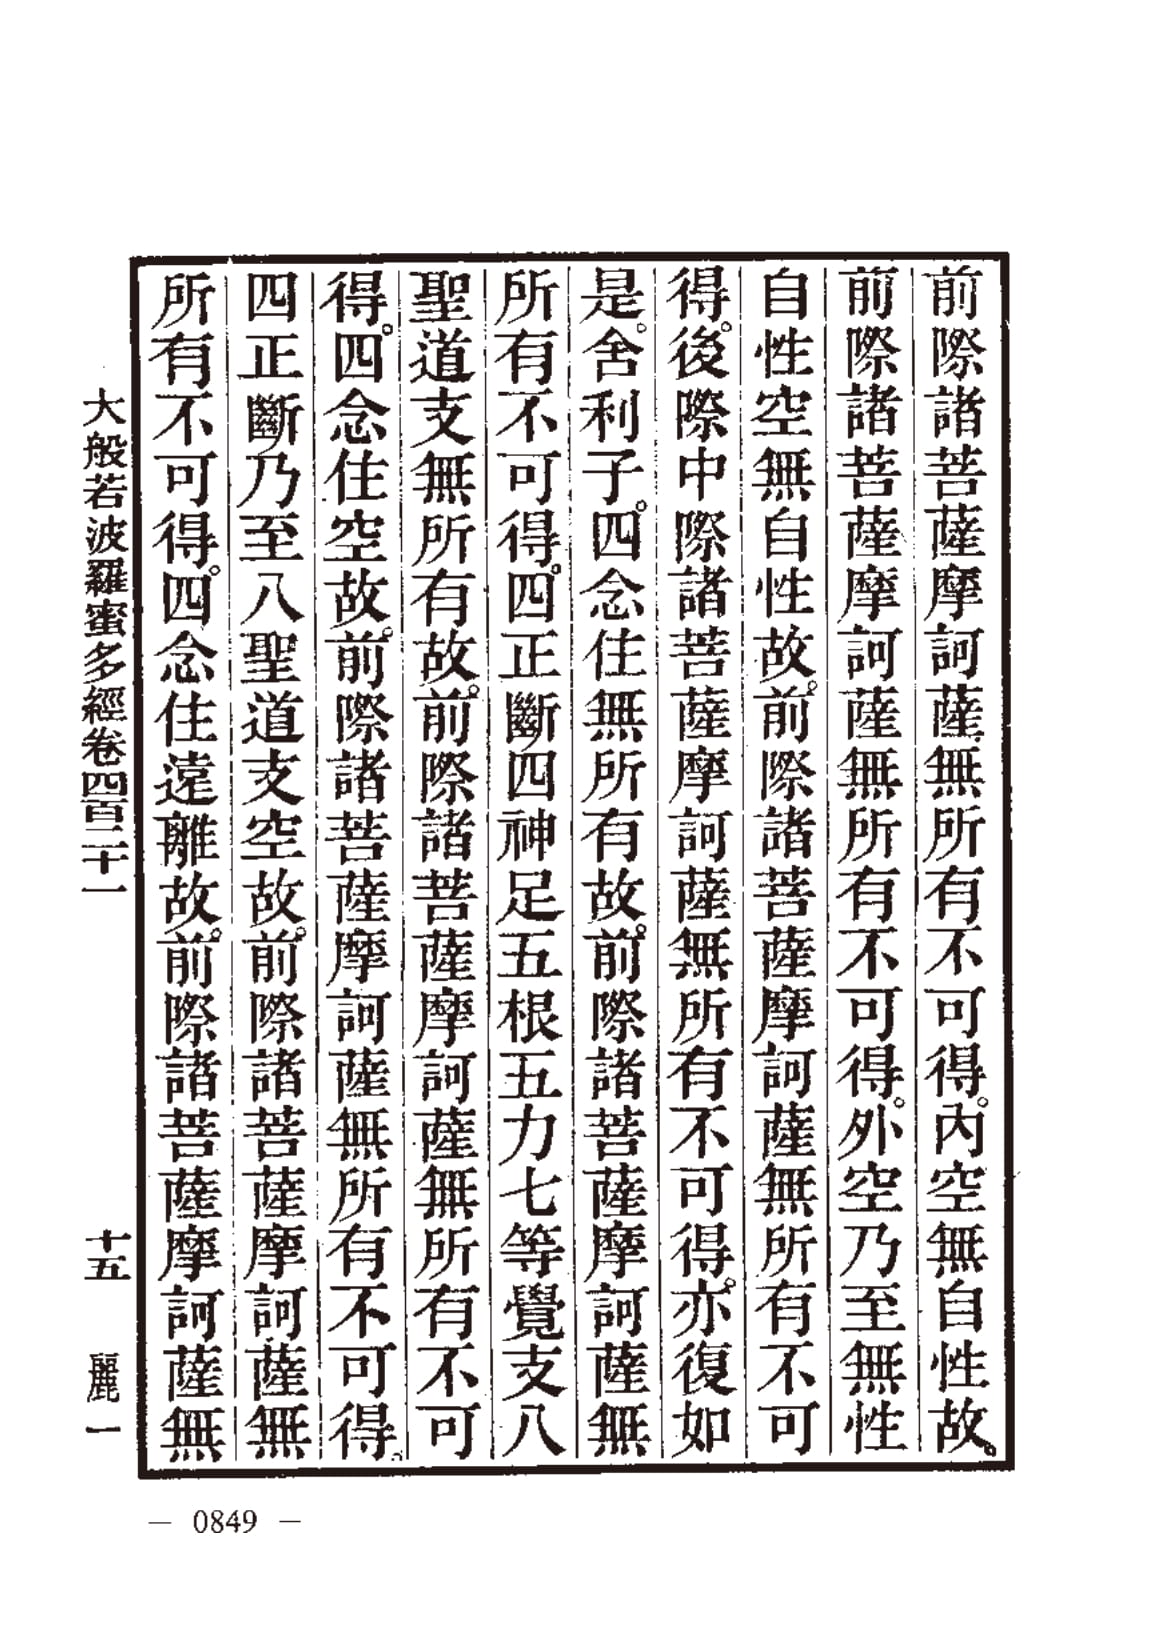 前際諸菩薩摩訶薩無所有不可得。內空無自性故。
前際諸菩薩摩訶薩無所有不可得。外空乃至無性
自性空無自性故。前際諸菩薩摩訶薩無所有不可
得。後際中際諸菩薩摩訶薩無所有不可得。亦復如
是。舍利子。四念住無所有故。前際諸菩薩摩訶薩無
所有不可得。四正斷四神足五根五力七等覺支八
聖道支無所有故。前際諸菩薩摩訶薩無所有不可
得。四念住空故。前際諸菩薩摩訶薩無所有不可得。
四正斷乃至八聖道支空故。前際諸菩薩摩訶薩無
所有不可得。四念住遠離故。前際諸菩薩摩訶薩無
大般若波羅蜜多經卷四百二十一 十五 麗一
— 0849 —